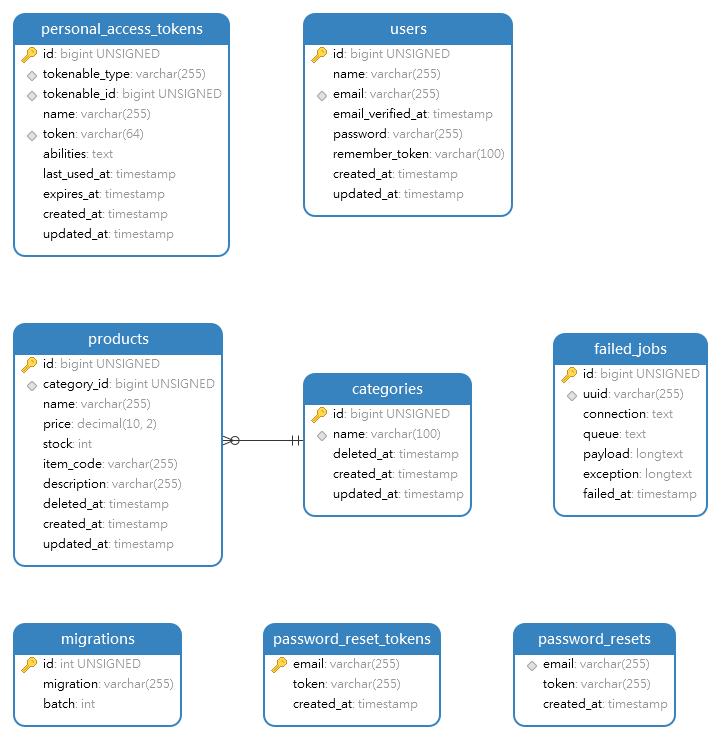 personal_access_tokens
id: bigint UNSIGNED
tokenable_type: varchar(255)
tokenable_id: bigint UNSIGNED
name: varchar(255)
token: varchar(64)
abilities: text
last_used_at: timestamp
expires_at: timestamp
created_at: timestamp
updated_at: timestamp
users
id: bigint UNSIGNED
name: varchar(255)
email: varchar(255)
email_verified_at: timestamp
password: varchar(255)
remember_token: varchar(100)
created_at: timestamp
updated_at: timestamp
products
id: bigint UNSIGNED
category_id: bigint UNSIGNED
name: varchar(255)
price: decimal(10, 2)
stock: int
item_code: varchar(255)
description: varchar(255)
deleted_at: timestamp
created_at: timestamp
updated_at: timestamp
categories
id: bigint UNSIGNED
name: varchar(100)
deleted_at: timestamp
created_at: timestamp
updated_at: timestamp
failed_jobs
id: bigint UNSIGNED
uuid: varchar(255)
connection: text
queue: text
payload: longtext
exception: longtext
failed_at: timestamp
migrations
id: int UNSIGNED
migration: varchar(255)
batch: int
password_reset_tokens
email: varchar(255)
token: varchar(255)
created_at: timestamp
password_resets
email: varchar(255)
token: varchar(255)
created_at: timestamp